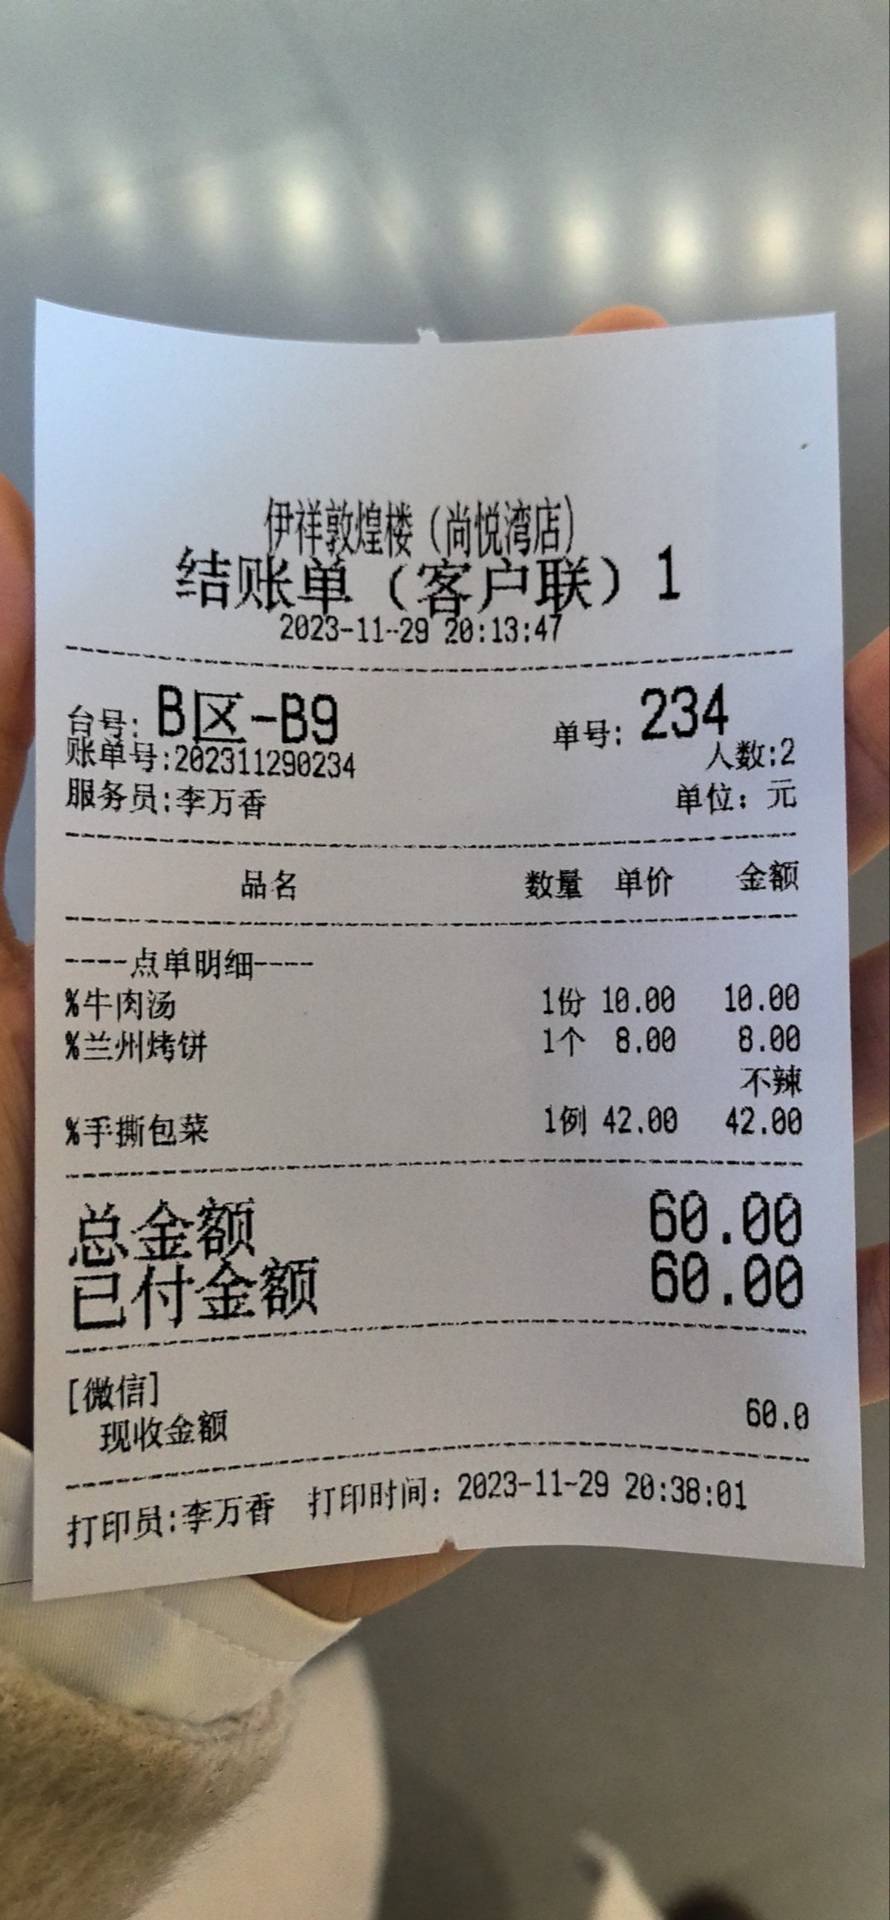 伊祥敦煌楼（尚悦湾店）
结账单（客户联）1
2023-11-29 20:13:47
台号: B区-B9 单号: 234
账单号:202311290234 人数:2
服务员:李万香 单位：元
品名 数量 单价 金额
----点单明细----
%牛肉汤 1份 10.00 10.00
%兰州烤饼 1个 8.00 8.00
不辣
%手撕包菜 1例 42.00 42.00
总金额 60.00
已付金额 60.00
[微信]
现收金额 60.0
打印员:李万香 打印时间：2023-11-29 20:38:01